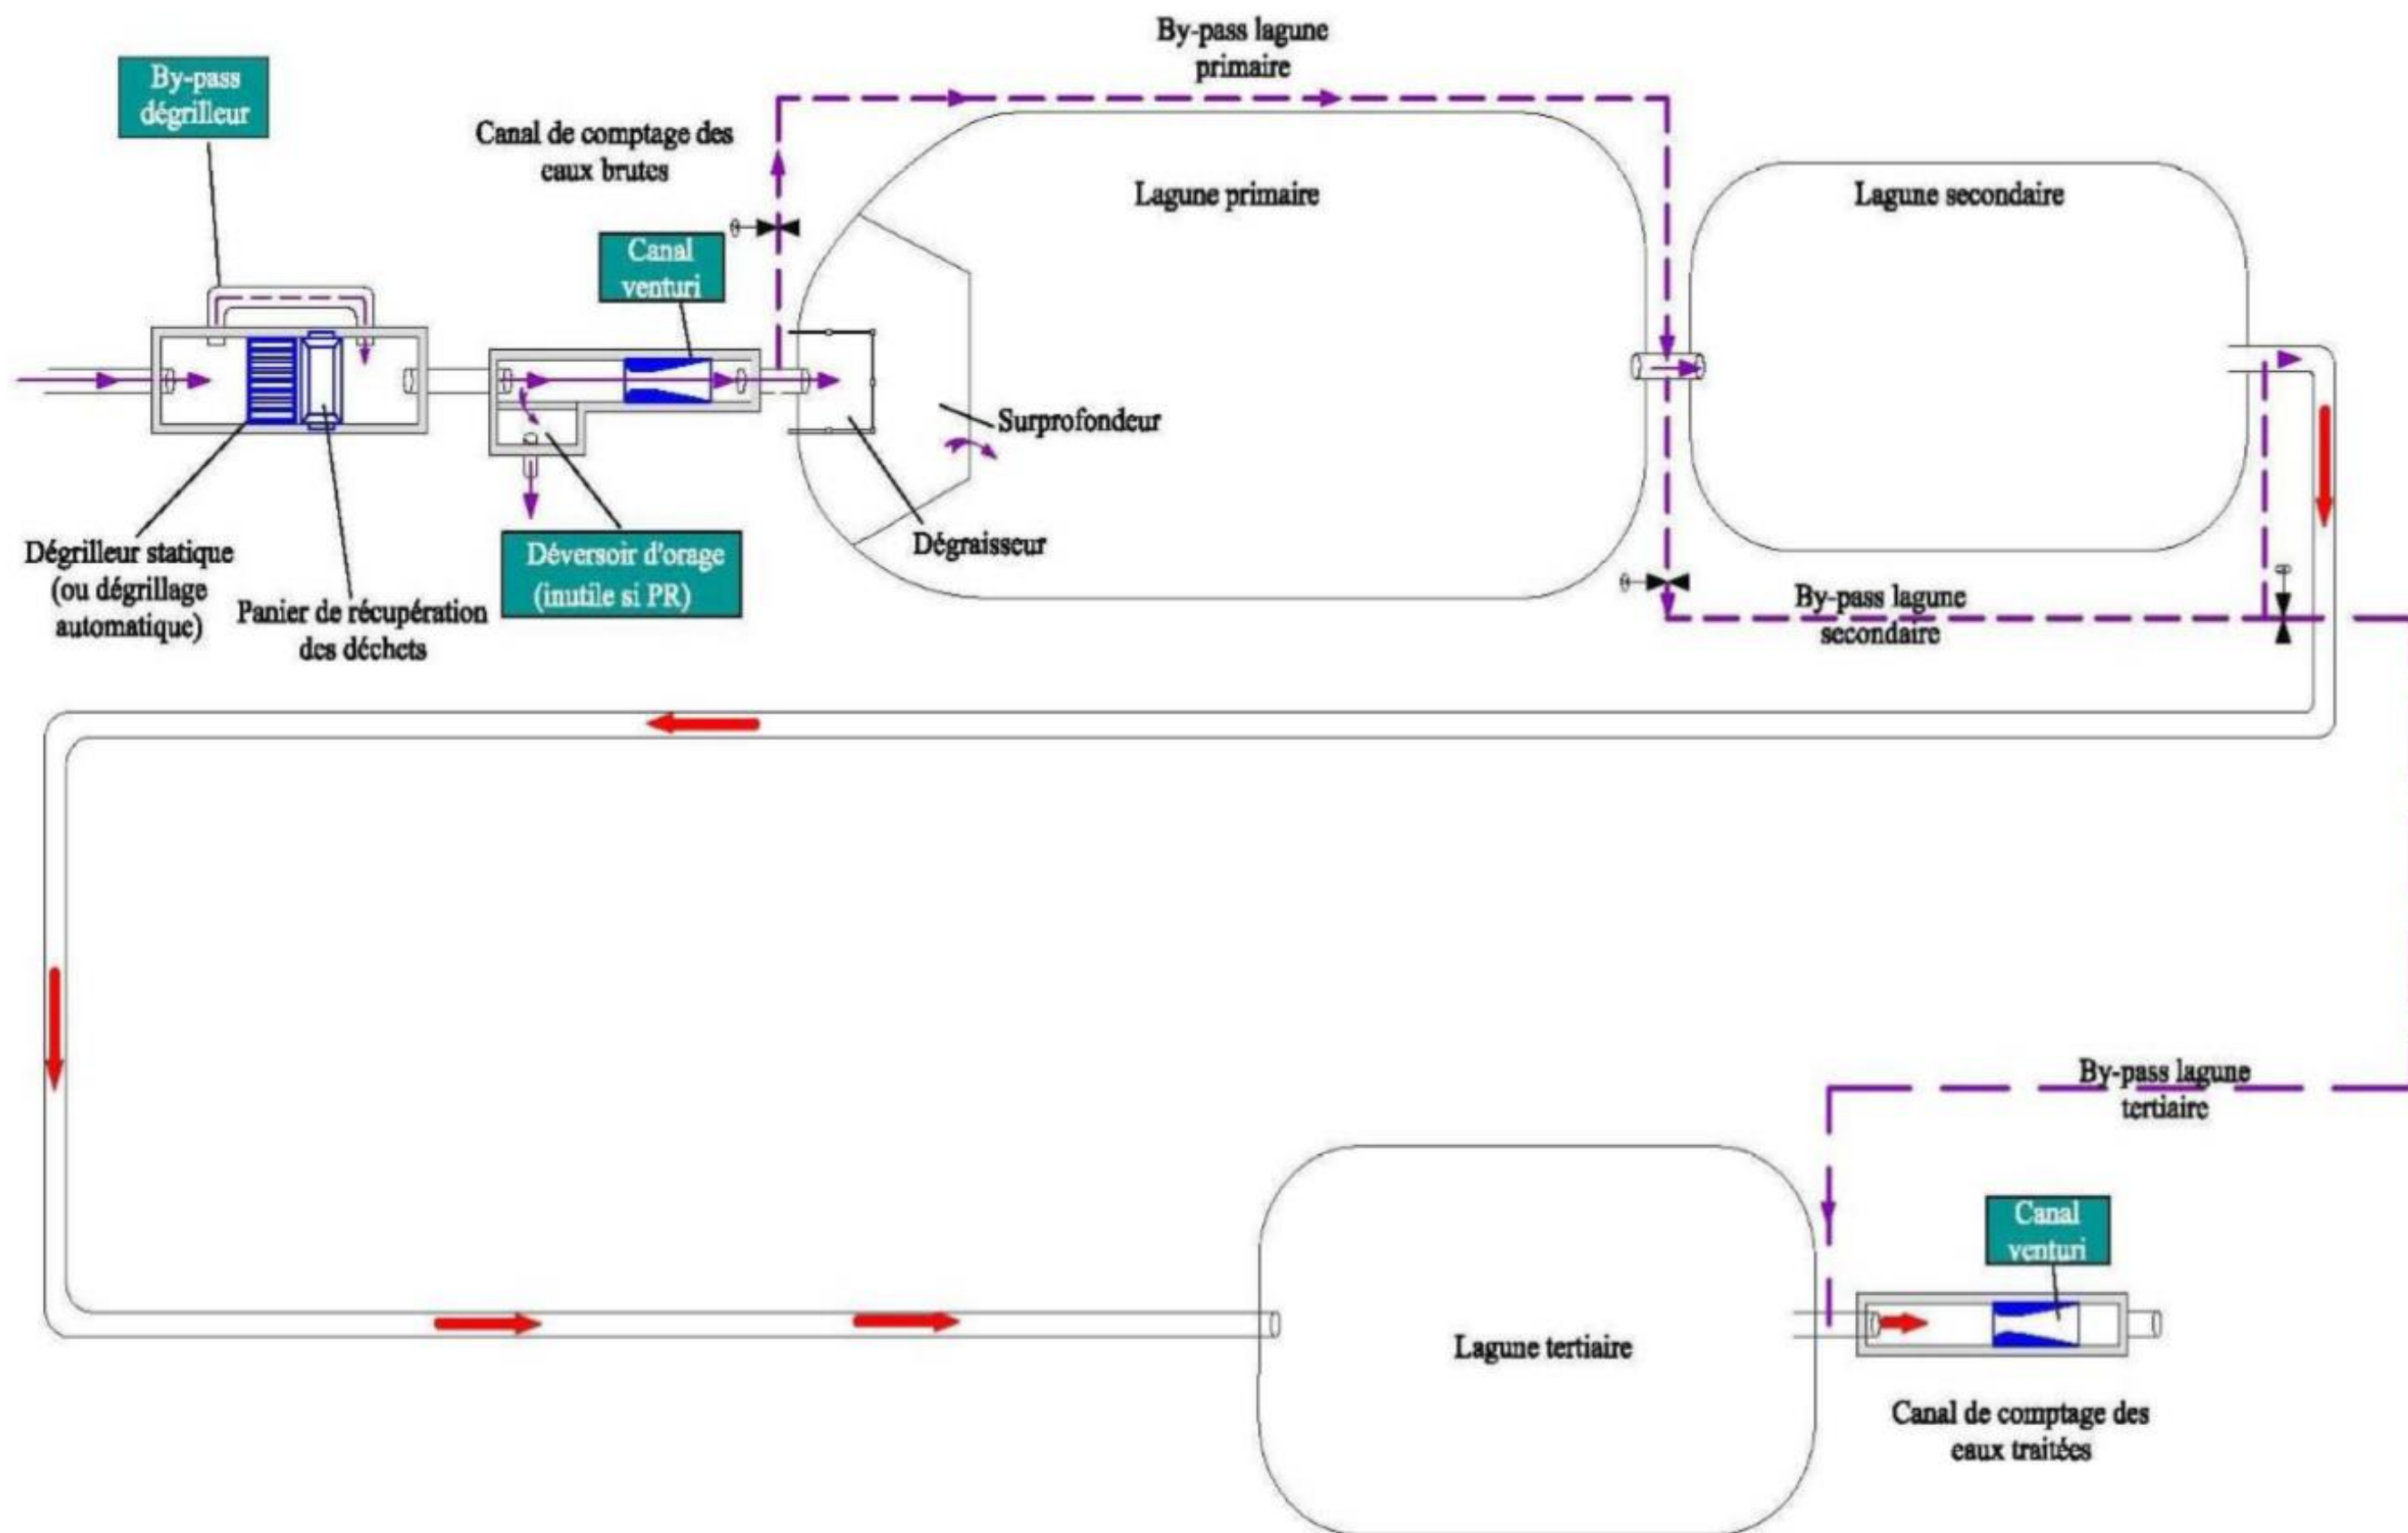 By-pass lagune
primaire
By-pass
dégrilleur
Canal de comptage des
eaux brutes
Lagune primaire
Lagune secondaire
Canal
venturi
Surprofondeur
Dégraisseur
Dégrilleur statique
(ou dégrillage
automatique)
Panier de récupération
des déchets
Déversoir d'orage
(inutile si PR)
By-pass lagune
secondaire
By-pass lagune
tertiaire
Canal
venturi
Lagune tertiaire
Canal de comptage des
eaux traitées